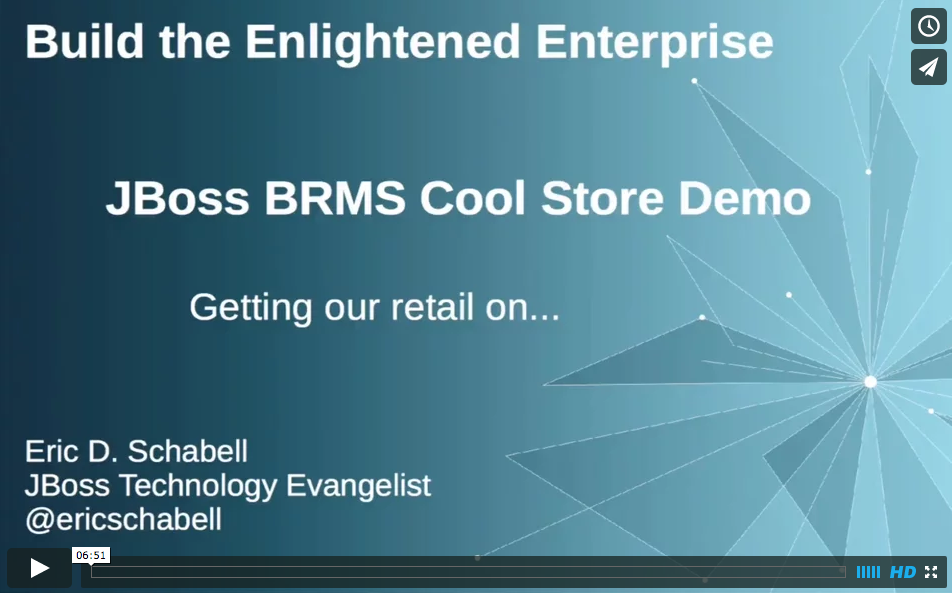 Build the Enlightened Enterprise
JBoss BRMS Cool Store Demo
Getting our retail on...
Eric D. Schabell
JBoss Technology Evangelist
@ericschabell
06:51
HD